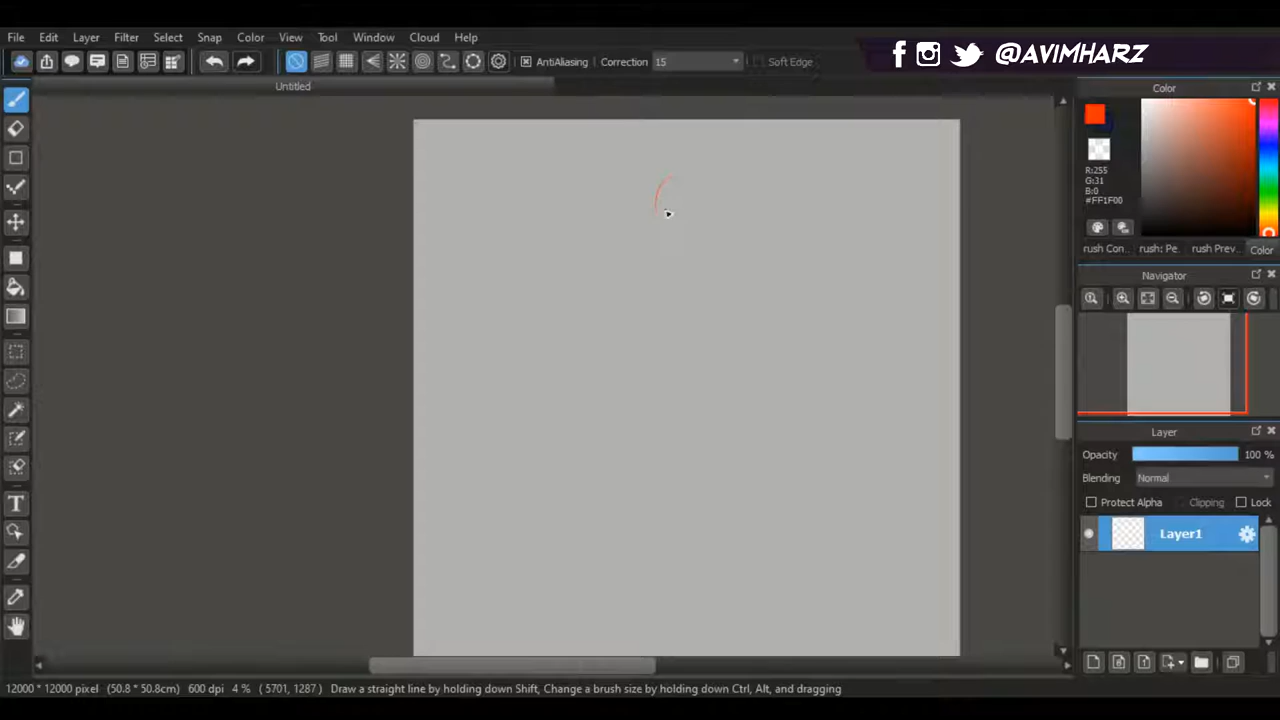 @AVIMHARZ
File Edit Layer Filter Select Snap Color View Tool Window Cloud Help
AntiAliasing Correction 15 Soft Edge
Untitled
Color
R:255
G:31
B:0
#FF1F00
rush Con... rush: Pe. rush Prev.. Color
Navigator
Layer
Opacity 100 %
Blending Normal
Protect Alpha Clipping Lock
Layer1
T
12000 * 12000 pixel (50.8 * 50.8cm) 600 dpi 4 % ( 5701, 1287 ) Draw a straight line by holding down Shift, Change a brush size by holding down Ctrl, Alt, and dragging